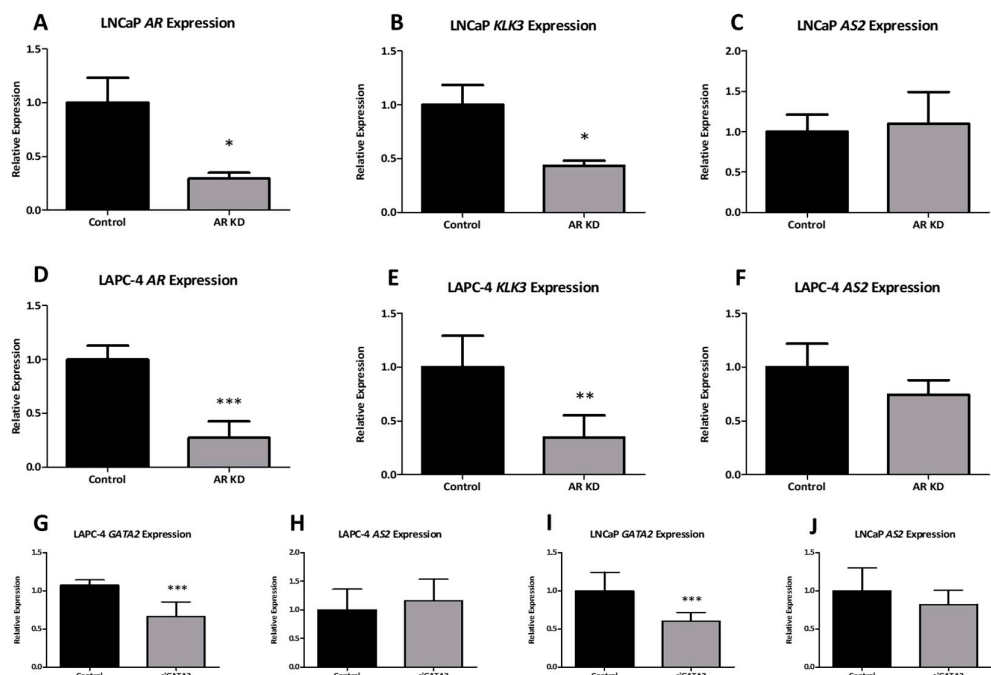 A
LNCaP AR Expression
Relative Expression
1.5
1.0
0.5
0.0
*
Control
AR KD
B
LNCaP KLK3 Expression
Relative Expression
1.5
1.0
0.5
0.0
*
Control
AR KD
C
LNCaP AS2 Expression
Relative Expression
2.0
1.5
1.0
0.5
0.0
Control
AR KD
D
LAPC-4 AR Expression
Relative Expression
1.5
1.0
0.5
0.0
***
Control
AR KD
E
LAPC-4 KLK3 Expression
Relative Expression
1.5
1.0
0.5
0.0
**
Control
AR KD
F
LAPC-4 AS2 Expression
Relative Expression
1.5
1.0
0.5
0.0
Control
AR KD
G
LAPC-4 GATA2 Expression
Relative Expression
1.5
1.0
0.5
0.0
***
Control
siGATA2
H
LAPC-4 AS2 Expression
Relative Expression
2.0
1.5
1.0
0.5
0.0
Control
siGATA2
I
LNCaP GATA2 Expression
Relative Expression
1.5
1.0
0.5
0.0
***
Control
siGATA2
J
LNCaP AS2 Expression
Relative Expression
1.5
1.0
0.5
0.0
Control
siGATA2